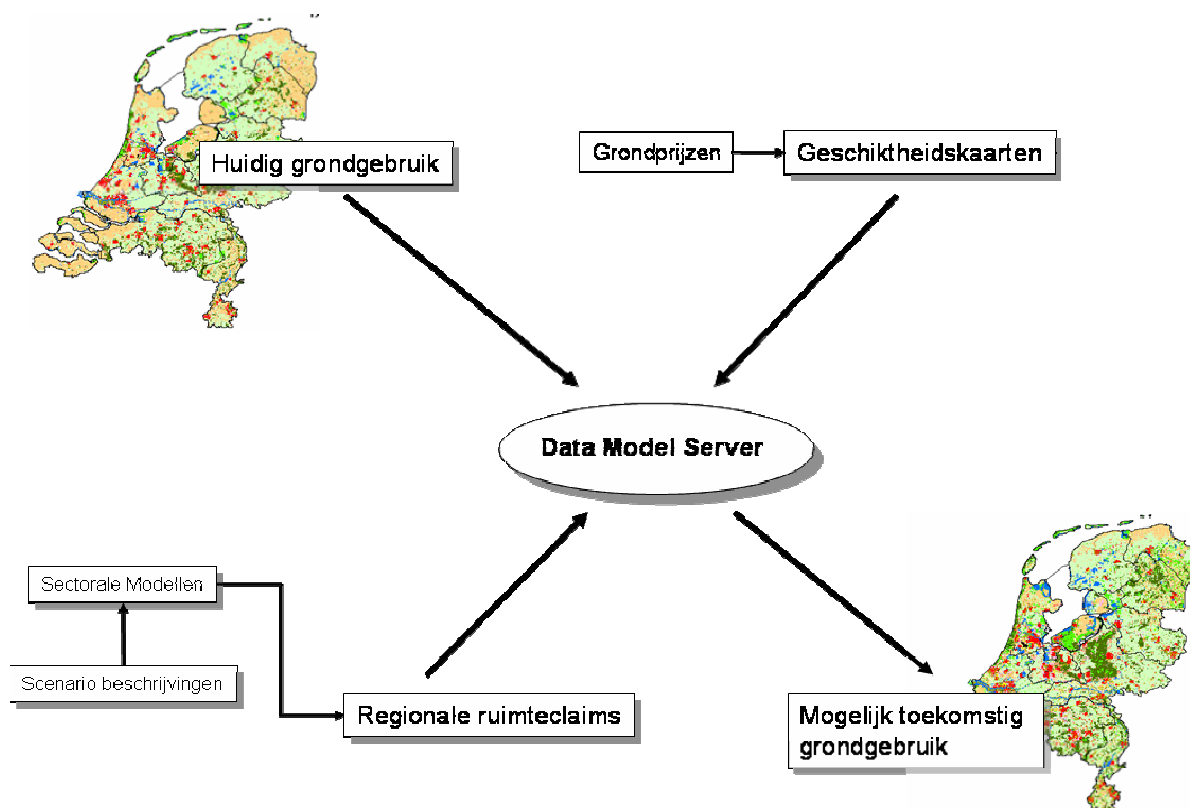 Huidig grondgebruik
Grondprijzen
Geschiktheidskaarten
Data Model Server
Sectorale Modellen
Scenario beschrijvingen
Regionale ruimteclaims
Mogelijk toekomstig
grondgebruik